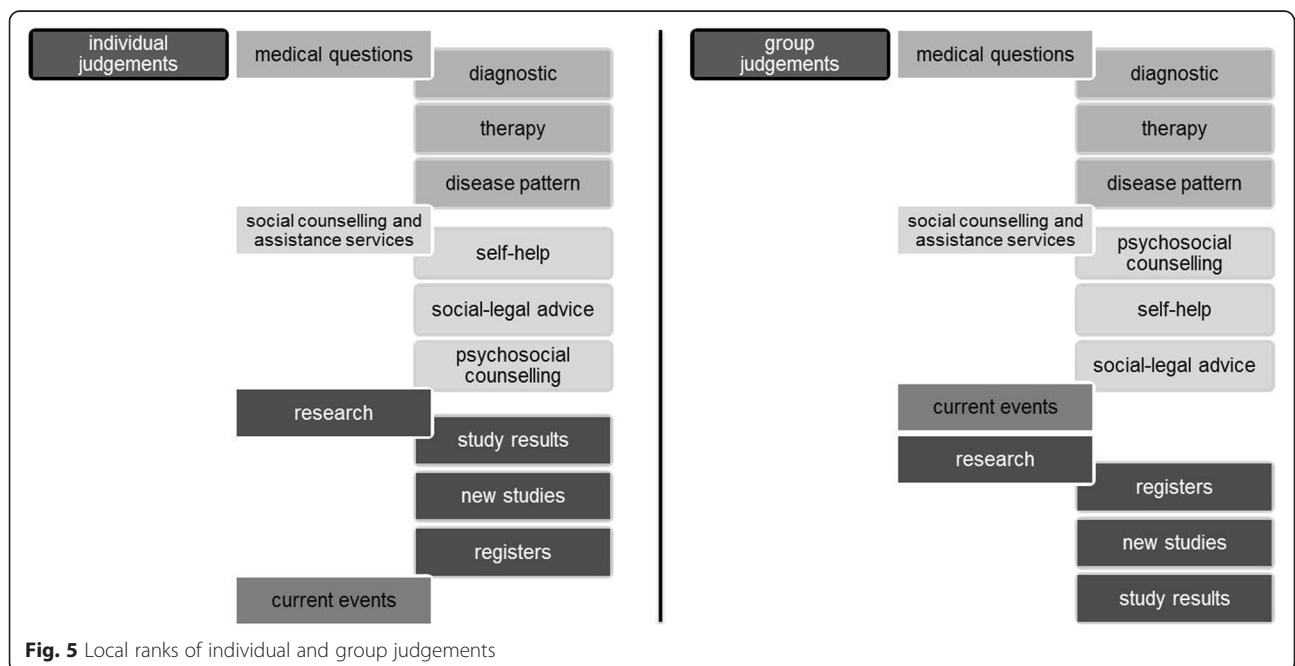 individual
judgements
medical questions
diagnostic
therapy
disease pattern
social counselling and
assistance services
self-help
social-legal advice
psychosocial
counselling
research
study results
new studies
registers
current events
group
judgements
medical questions
diagnostic
therapy
disease pattern
social counselling and
assistance services
psychosocial
counselling
self-help
social-legal advice
current events
research
registers
new studies
study results
Fig. 5 Local ranks of individual and group judgements